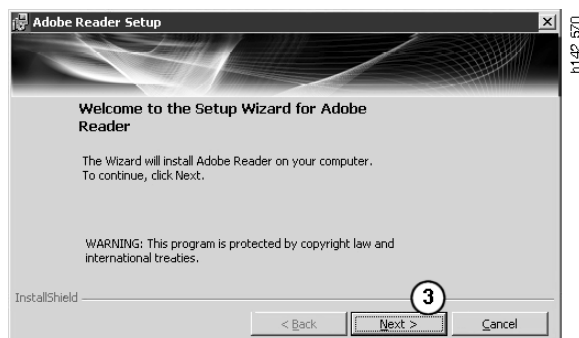 Adobe Reader Setup
h142 570
Welcome to the Setup Wizard for Adobe
Reader
The Wizard will install Adobe Reader on your computer.
To continue, click Next.
WARNING: This program is protected by copyright law and
international treaties.
InstallShield
3
< Back Next > Cancel